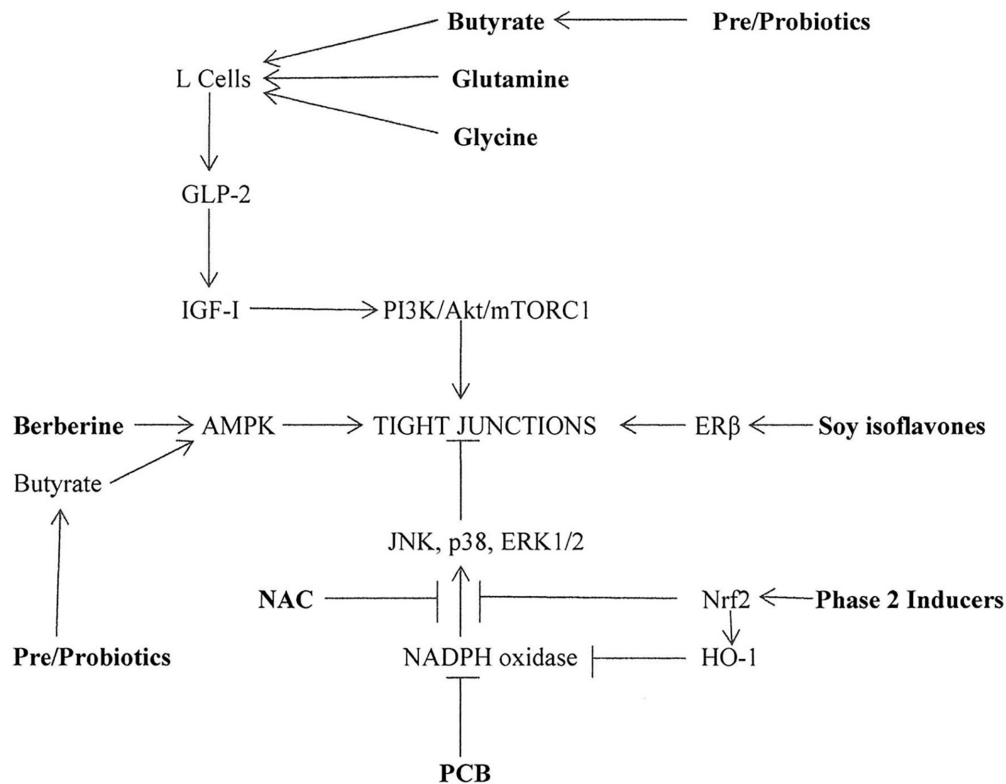 Butyrate Pre/Probiotics
L Cells Glutamine
Glycine
GLP-2
IGF-I PI3K/Akt/mTORC1
Berberine AMPK TIGHT JUNCTIONS ERβ Soy isoflavones
Butyrate
JNK, p38, ERK1/2
NAC Nrf2 Phase 2 Inducers
Pre/Probiotics NADPH oxidase HO-1
PCB